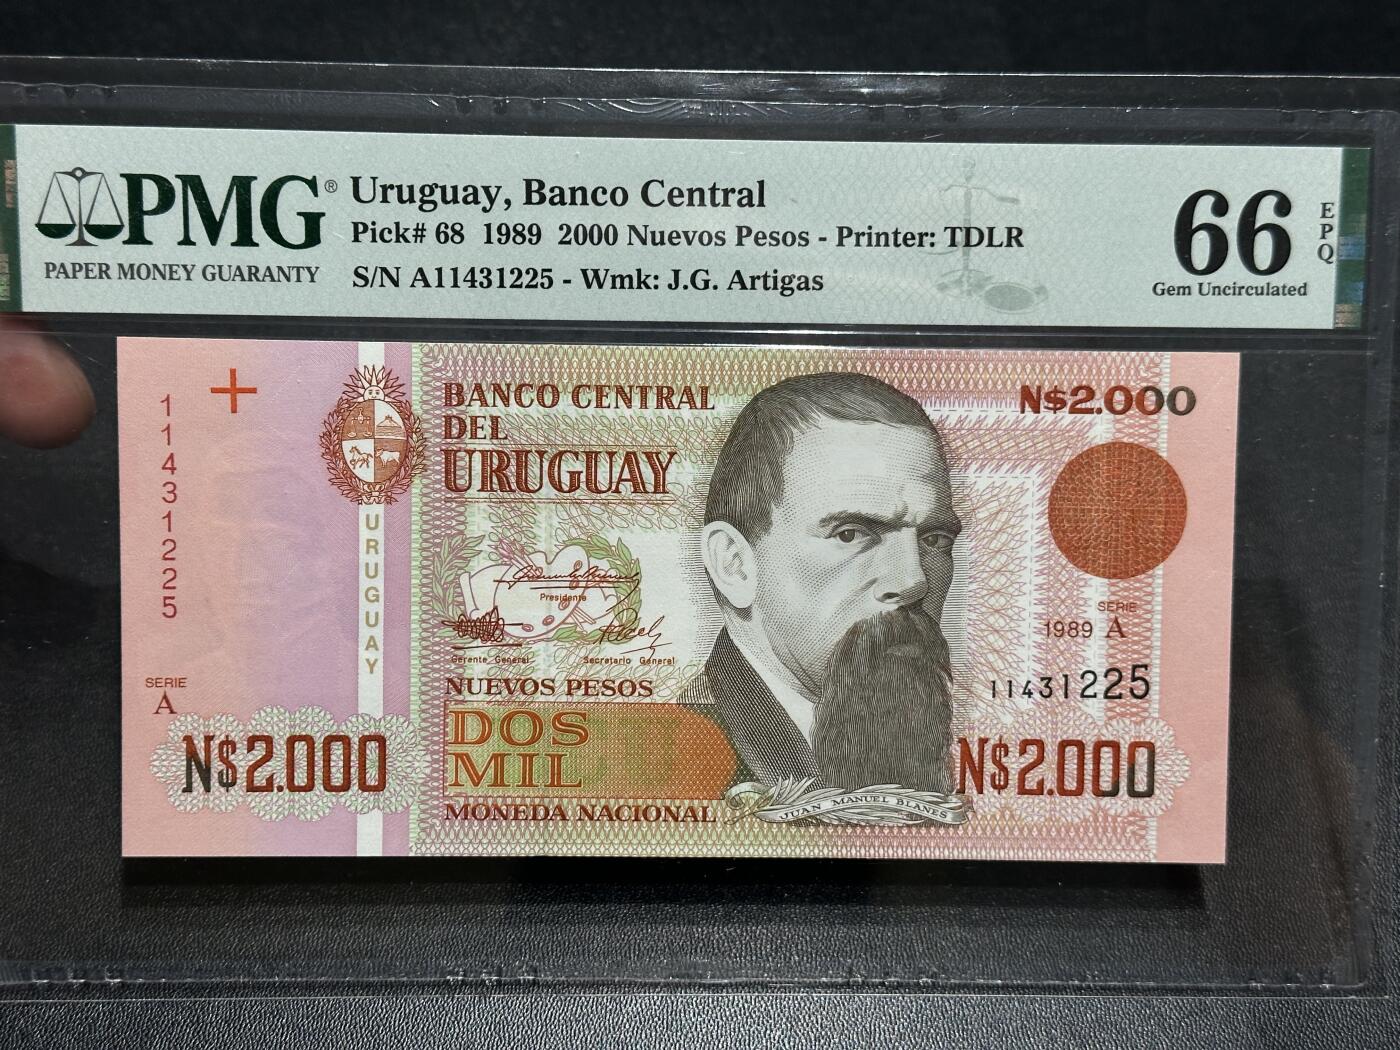 PMG®
PAPER MONEY GUARANTY
Uruguay, Banco Central
Pick# 68 1989 2000 Nuevos Pesos - Printer: TDLR
S/N A11431225 - Wmk: J.G. Artigas
66
EPQ
Gem Uncirculated
11431225
SERIE
A
N$2.000
URUGUAY
BANCO CENTRAL
DEL
URUGUAY
Presidente
Gerente General
Secretario General
NUEVOS PESOS
DOS
MIL
MONEDA NACIONAL
JUAN MANUEL BLANES
N$2.000
SERIE
1989 A
11431225
N$2.000